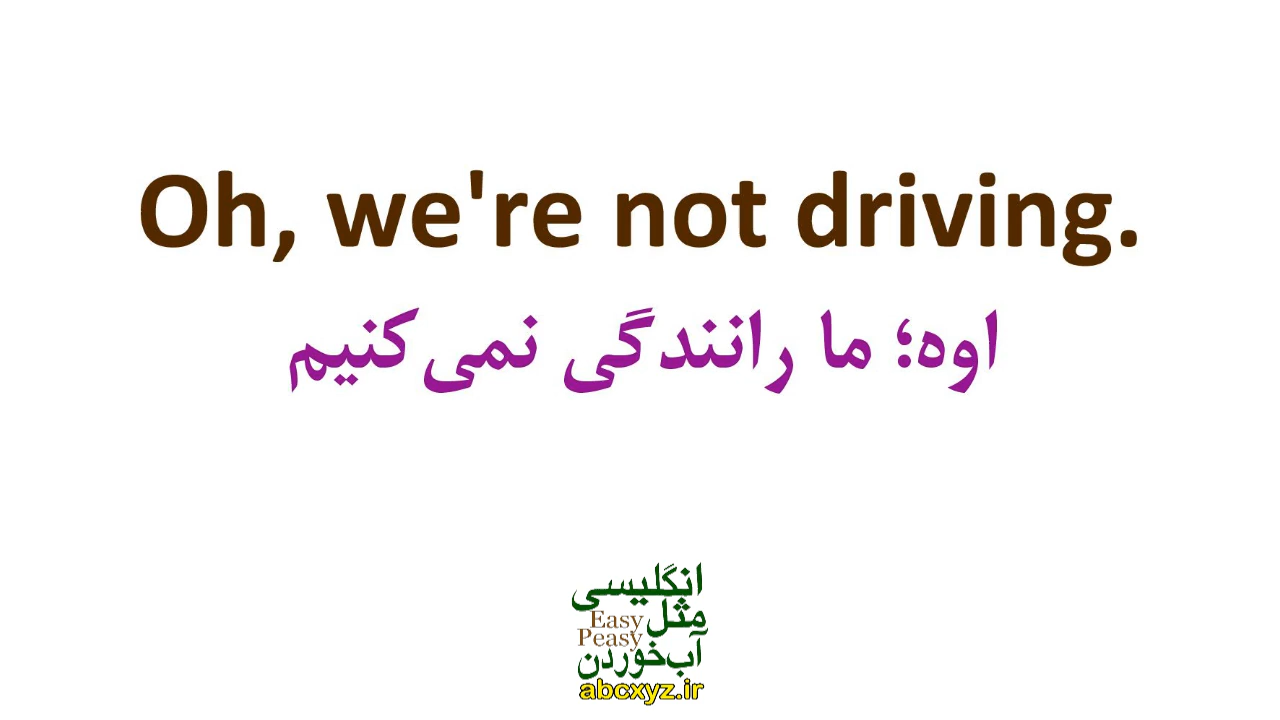 Oh, we're not driving.
اوه؛ ما رانندگی نمی‌کنیم
انگلیسی
مثل
Easy
Peasy
آب‌خوردن
abcxyz.ir